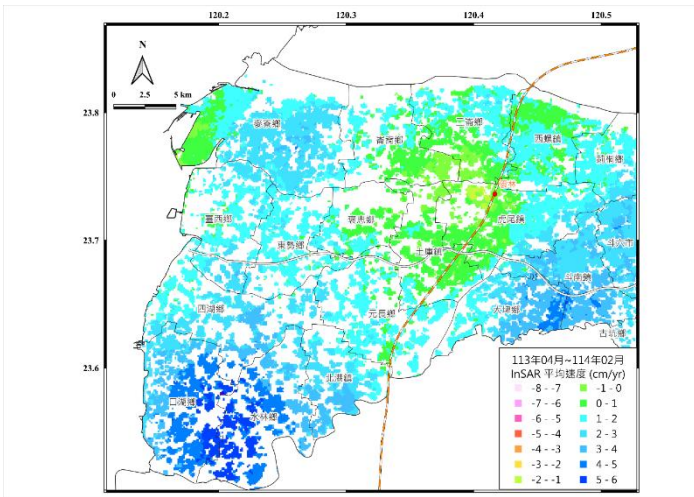 120.2 120.3 120.4 120.5
N
0 2.5 5 km
23.8
麥寮鄉
崙背鄉
二崙鄉
西螺鎮
莿桐鄉
臺西鄉
東勢鄉
褒忠鄉
土庫鎮
虎尾鎮
雲林
23.7
斗六市
斗南鎮
四湖鄉
元長鄉
大埤鄉
古坑鄉
23.6
北港鎮
口湖鄉
水林鄉
113年04月~114年02月
InSAR 平均速度 (cm/yr)
-8 - -7 -1 - 0
-7 - -6 0 - 1
-6 - -5 1 - 2
-5 - -4 2 - 3
-4 - -3 3 - 4
-3 - -2 4 - 5
-2 - -1 5 - 6